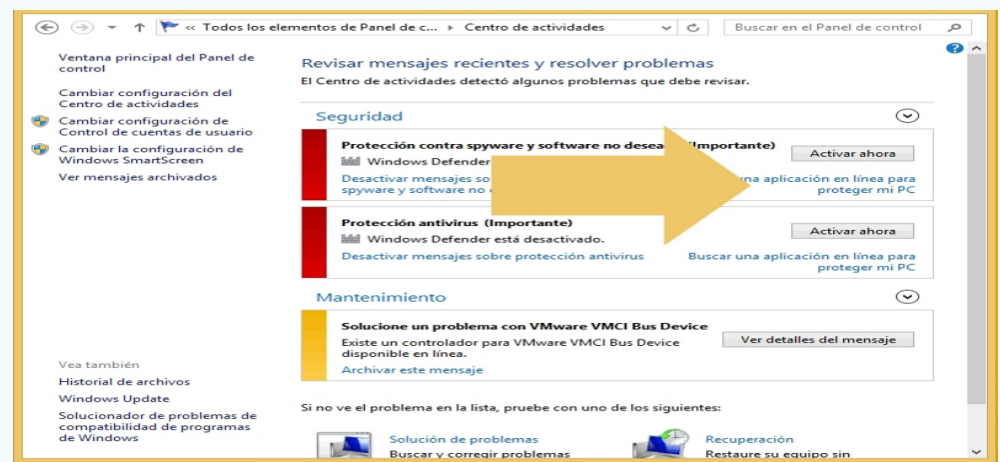 « Todos los elementos de Panel de c... Centro de actividades
Buscar en el Panel de control
Ventana principal del Panel de
control
Cambiar configuración del
Centro de actividades
Cambiar configuración de
Control de cuentas de usuario
Cambiar la configuración de
Windows SmartScreen
Ver mensajes archivados
Revisar mensajes recientes y resolver problemas
El Centro de actividades detectó algunos problemas que debe revisar.
Seguridad
Protección contra spyware y software no desea (Importante)
Windows Defender
Activar ahora
Desactivar mensajes so
spyware y software no
una aplicación en línea para
proteger mi PC
Protección antivirus (Importante)
Windows Defender está desactivado.
Activar ahora
Desactivar mensajes sobre protección antivirus
Buscar una aplicación en línea para
proteger mi PC
Mantenimiento
Solucione un problema con VMware VMCI Bus Device
Existe un controlador para VMware VMCI Bus Device
disponible en línea.
Ver detalles del mensaje
Archivar este mensaje
Vea también
Historial de archivos
Windows Update
Solucionador de problemas de
compatibilidad de programas
de Windows
Si no ve el problema en la lista, pruebe con uno de los siguientes:
Solución de problemas
Buscar y corregir problemas
Recuperación
Restaure su equipo sin